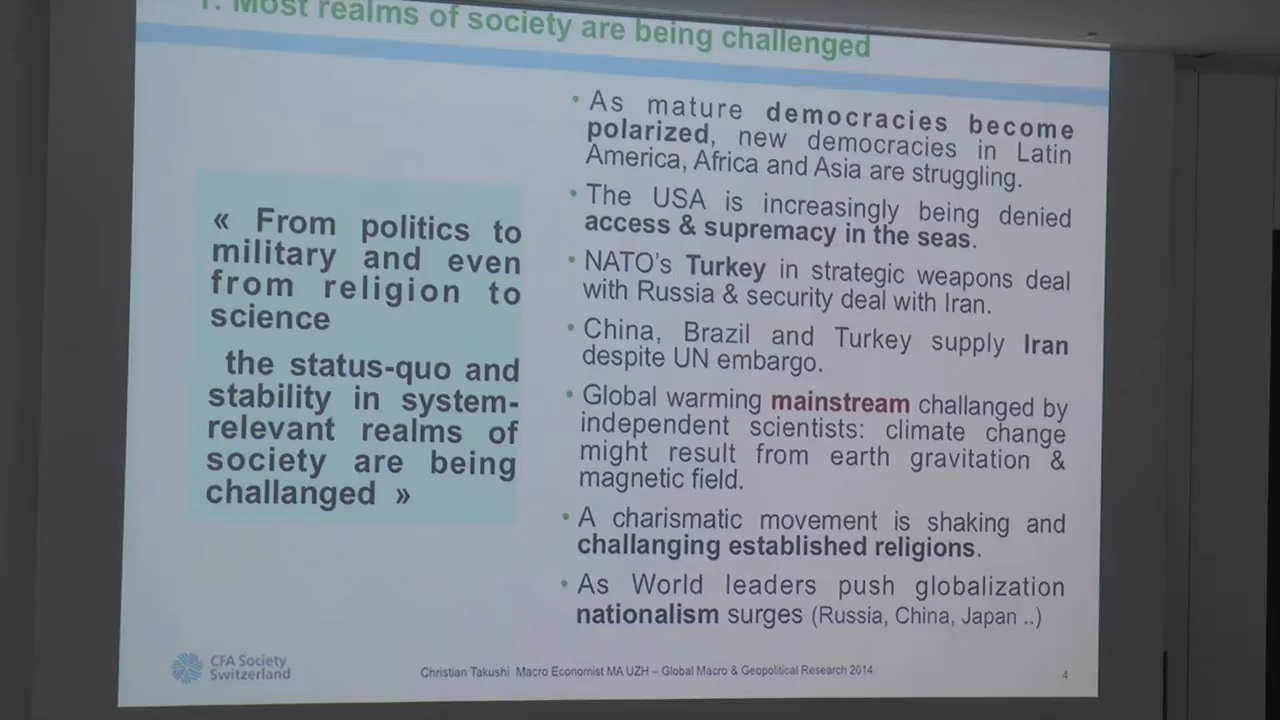 1. Most realms of society are being challenged
« From politics to
military and even
from religion to
science
the status-quo and
stability in system-
relevant realms of
society are being
challanged »
• As mature democracies become
polarized, new democracies in Latin
America, Africa and Asia are struggling.
• The USA is increasingly being denied
access & supremacy in the seas.
• NATO's Turkey in strategic weapons deal
with Russia & security deal with Iran.
• China, Brazil and Turkey supply Iran
despite UN embargo.
• Global warming mainstream challanged by
independent scientists: climate change
might result from earth gravitation &
magnetic field.
• A charismatic movement is shaking and
challanging established religions.
• As World leaders push globalization
nationalism surges (Russia, China, Japan ..)
CFA Society
Switzerland
Christian Takushi Macro Economist MA UZH – Global Macro & Geopolitical Research 2014
4